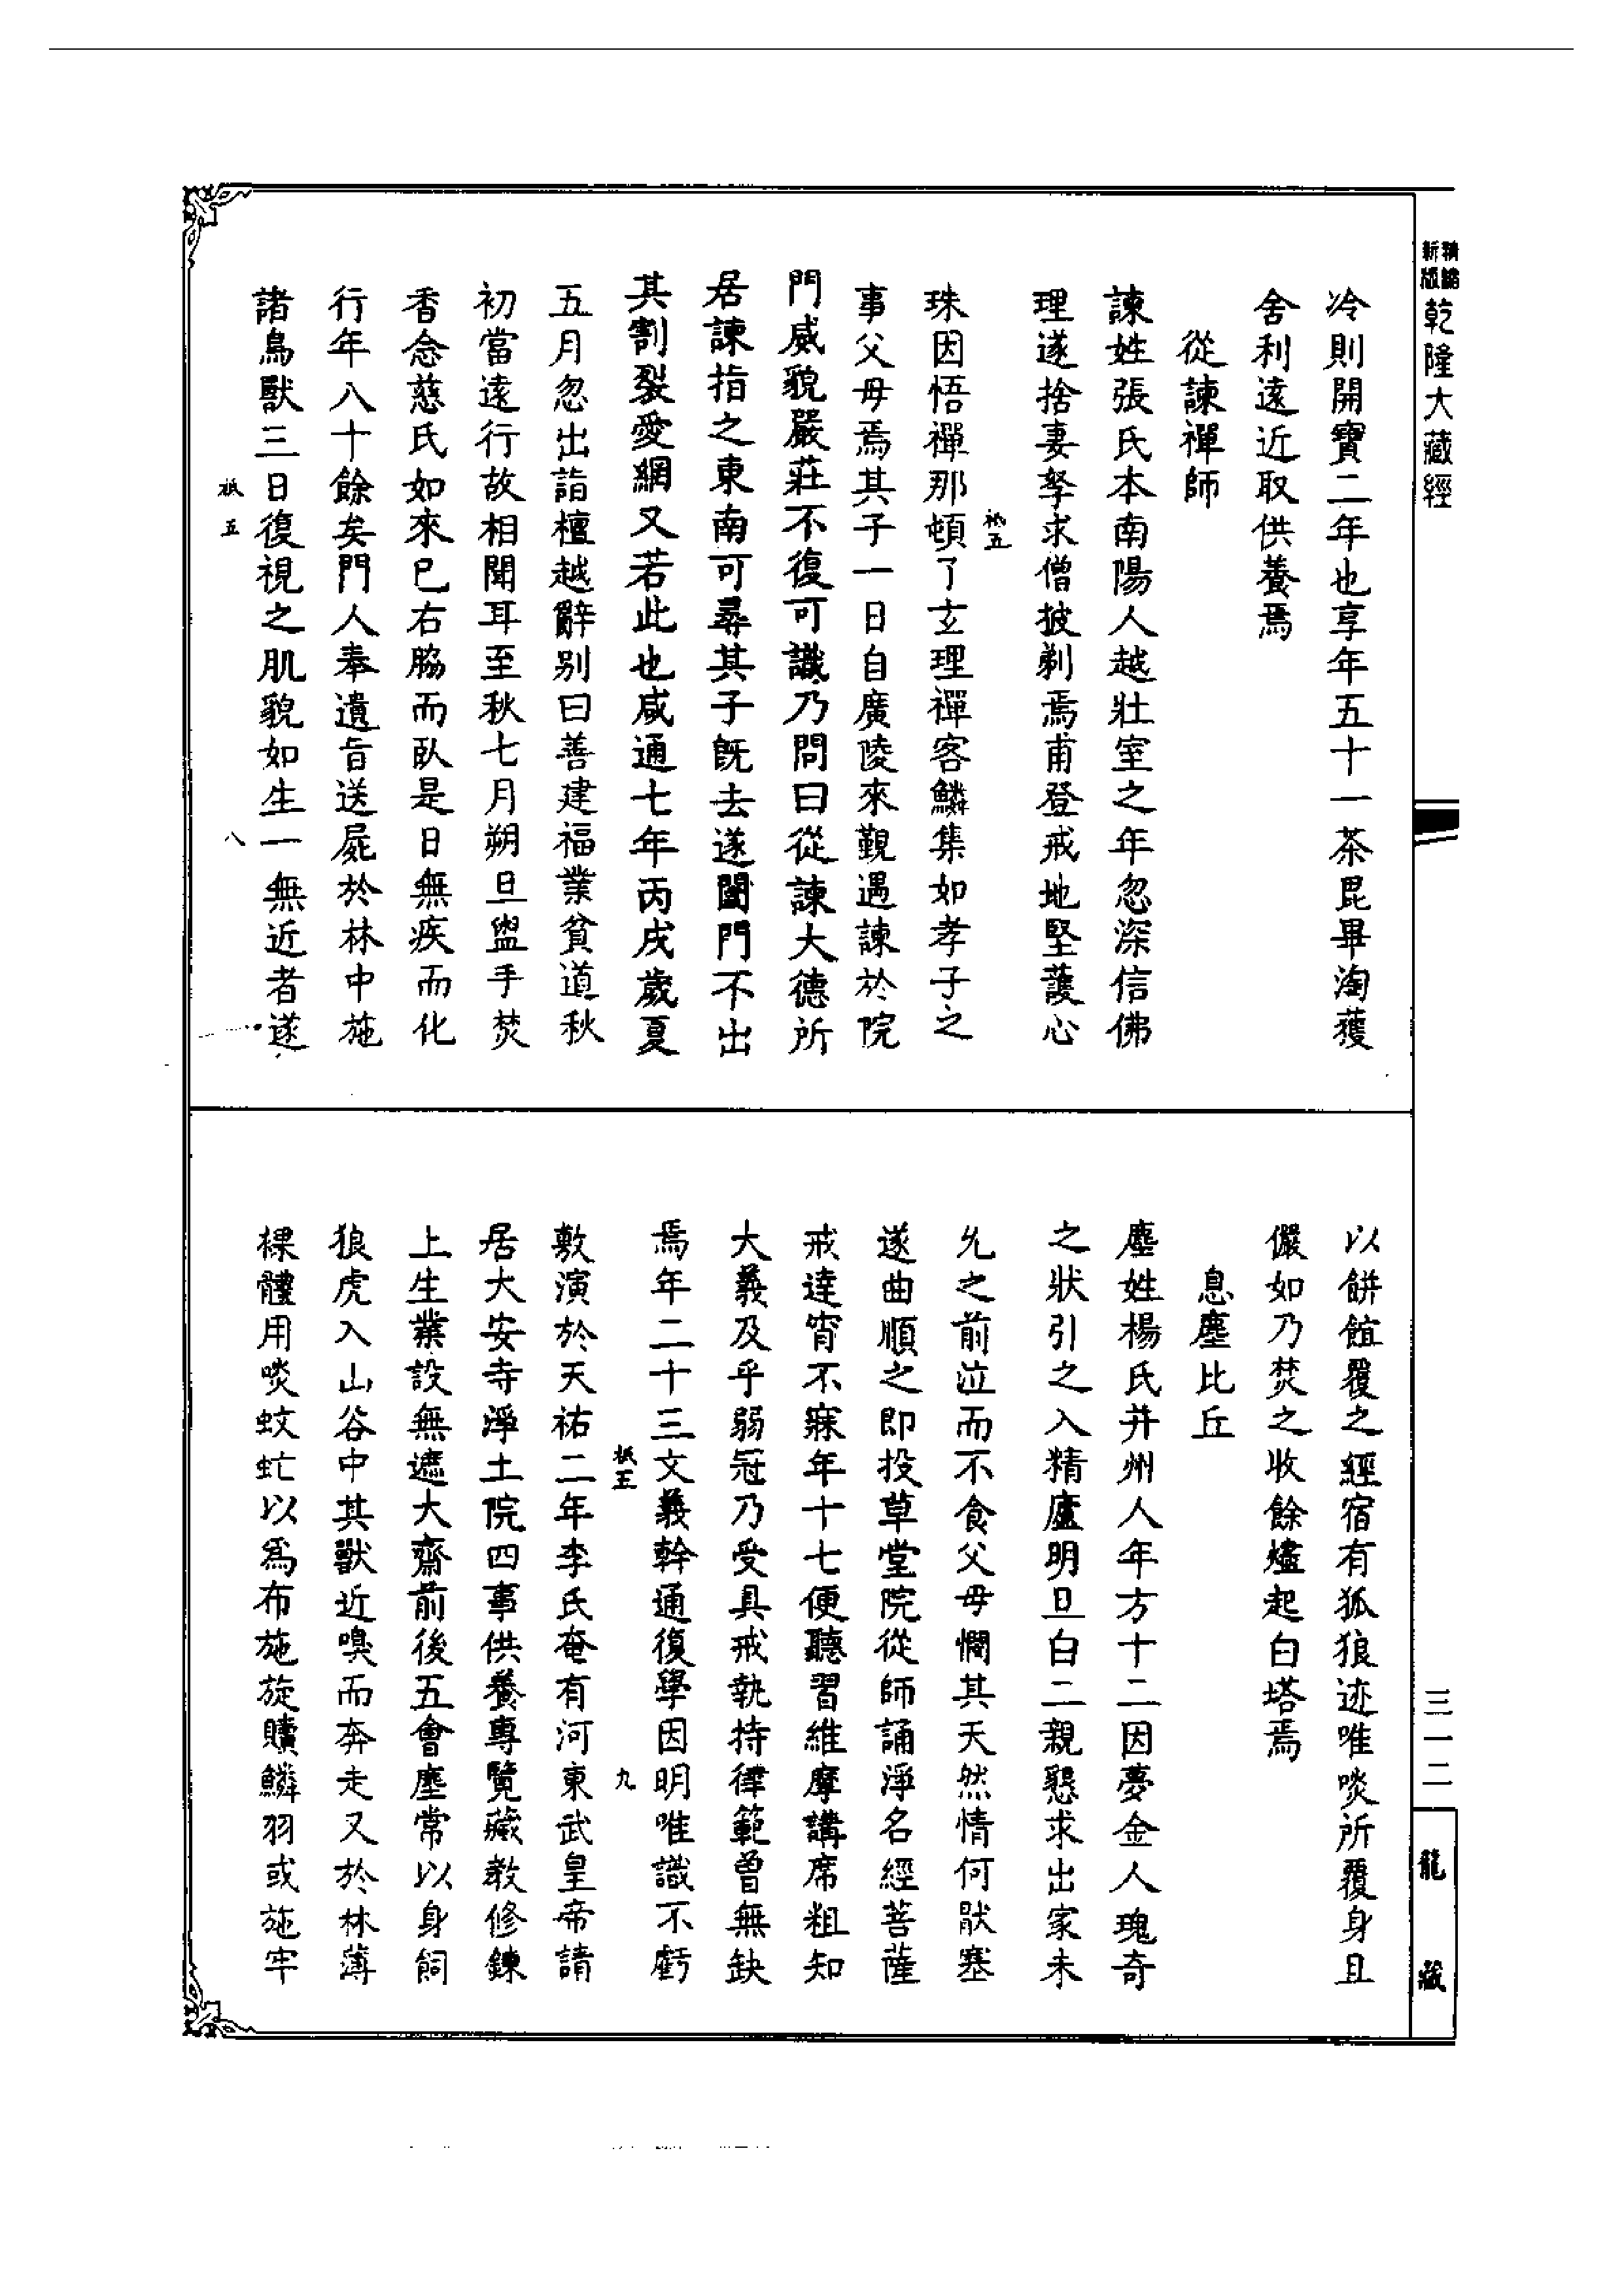 新版精縮乾隆大藏經
冷則開寶二年也享年五十一茶毘畢淘獲
舍利遠近取供養焉
從諫禪師
諫姓張氏本南陽人越壯室之年忽深信佛
理遂捨妻孥求僧披剃焉甫登戒地堅護心
祇五
珠因悟禪那頓了玄理禪客鱗集如孝子之
事父母焉其子一日自廣陵來覲遇諫於院
門威貌嚴莊不復可識乃問曰從諫大德所
居諫指之東南可尋其子既去遂闔門不出
其割裂愛網又若此也咸通七年丙戌歲夏
五月忽出詣檀越辭別曰善建福業貧道秋
初當遠行故相聞耳至秋七月朔旦盥手焚
香念慈氏如來已右脇而臥是日無疾而化
行年八十餘矣門人奉遺旨送屍於林中施
諸鳥獸三日復視之肌貌如生一無近者遂
祇五 八
以餅餖覆之經宿有狐狼迹唯啖所覆身且
儼如乃焚之收餘燼起白塔焉
息塵比丘
塵姓楊氏并州人年方十二因夢金人瑰奇
之狀引之入精廬明旦白二親懇求出家未
允之前泣而不食父母憫其天然情何猒塞
遂曲順之即投草堂院從師誦淨名經菩薩
戒達宵不寐年十七便聽習維摩講席粗知
大義及乎弱冠乃受具戒執持律範曾無缺
焉年二十三文義幹通復學因明唯識不虧
祇五 九
敷演於天祐二年李氏奄有河東武皇帝請
居大安寺淨土院四事供養專覽藏教修鍊
上生業設無遮大齋前後五會塵常以身飼
狼虎入山谷中其獸近嗅而奔走又於林薄
裸體用啖蚊虻以為布施旋贖鱗羽或施牢
三一二
龍藏